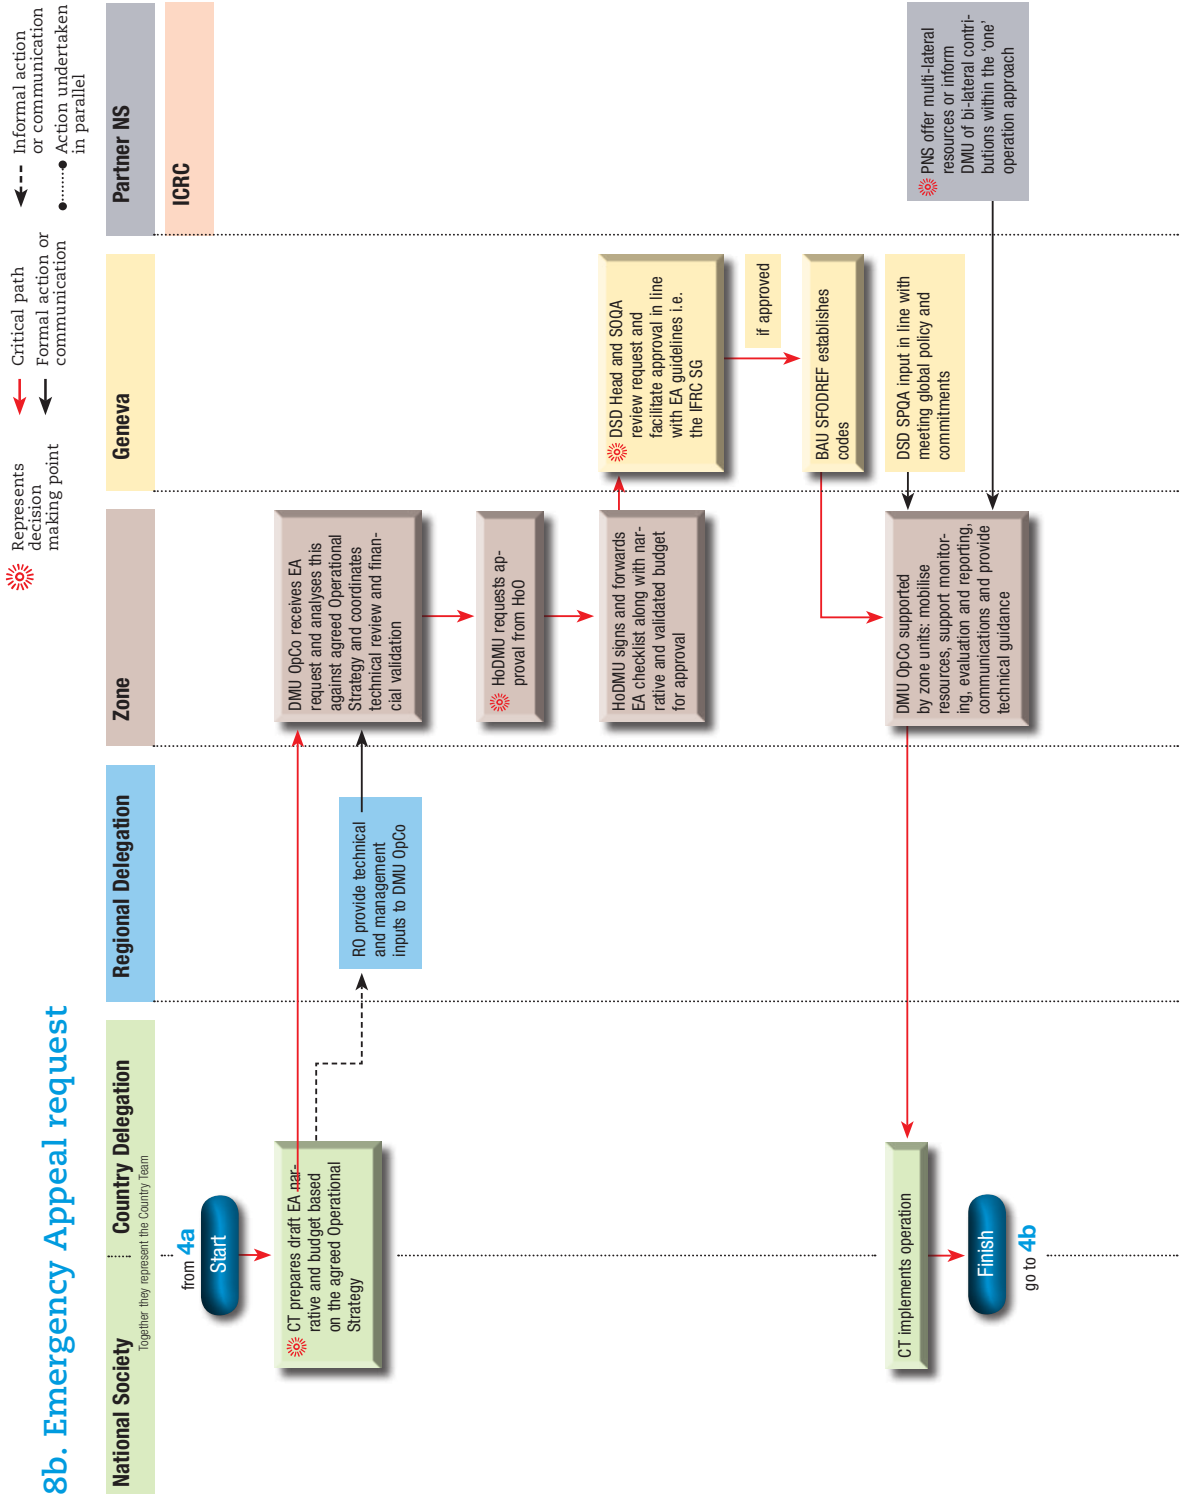 8b. Emergency Appeal request
Represents
decision
making point
Critical path
Formal action or
communication
Informal action
or communication
Action undertaken
in parallel
National Society
Country Delegation
Together they represent the Country Team
Regional Delegation
Zone
Geneva
Partner NS
ICRC
from 4a
Start
CT prepares draft EA nar-
rative and budget based
on the agreed Operational
Strategy
RO provide technical
and management
inputs to DMU OpCo
DMU OpCo receives EA
request and analyses this
against agreed Operational
Strategy and coordinates
technical review and finan-
cial validation
HoDMU requests ap-
proval from HoO
HoDMU signs and forwards
EA checklist along with nar-
rative and validated budget
for approval
DSD Head and SOQA
review request and
facilitate approval in line
with EA guidelines i.e.
the IFRC SG
if approved
BAU SFODREF establishes
codes
DSD SPQA input in line with
meeting global policy and
commitments
PNS offer multi-lateral
resources or inform
DMU of bi-lateral contri-
butions within the ‘one’
operation approach
DMU OpCo supported
by zone units: mobilise
resources, support monitor-
ing, evaluation and reporting,
communications and provide
technical guidance
CT implements operation
Finish
go to 4b